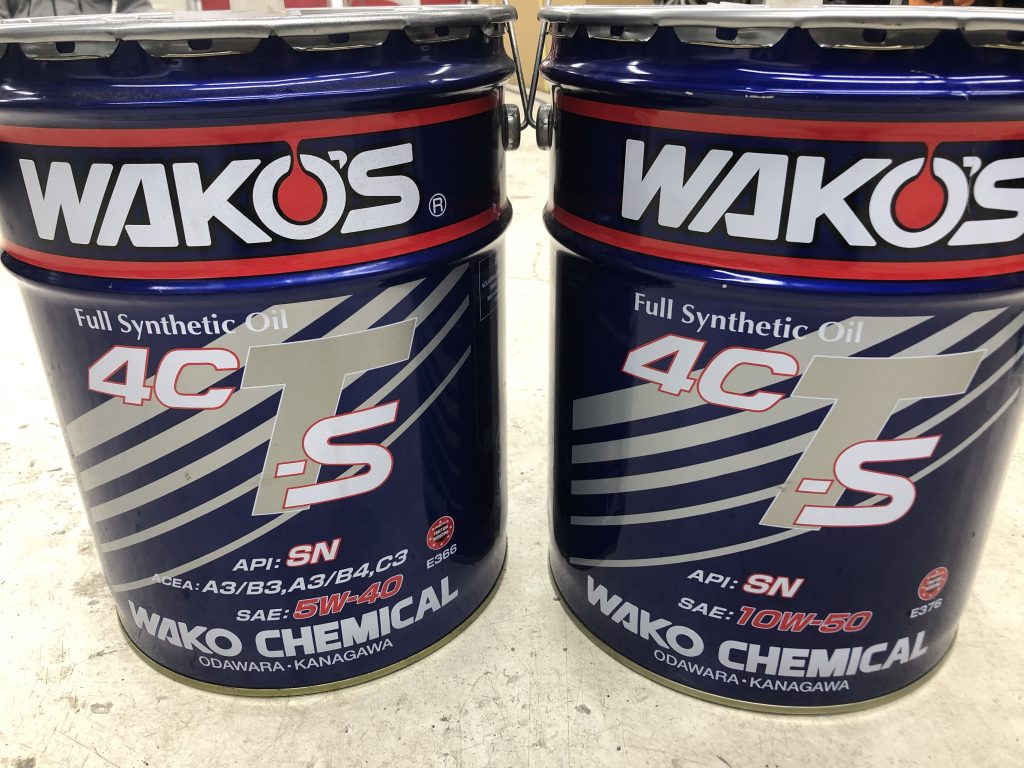 WAKO'S®
Full Synthetic Oil
4CT-S
API: SN
ACEA: A3/B3, A3/B4, C3
SAE: 5W-40
E366
WAKO CHEMICAL
ODAWARA・KANAGAWA
WAKO'S
Full Synthetic Oil
4CT-S
API: SN
SAE: 10W-50
E376
WAKO CHEMICAL
ODAWARA・KANAGAWA